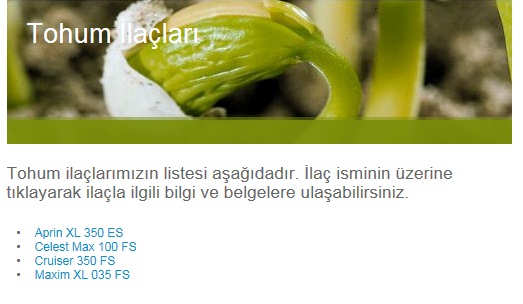 Tohum İlaçları
Tohum ilaçlarımızın listesi aşağıdadır. İlaç isminin üzerine
tıklayarak ilaçla ilgili bilgi ve belgelere ulaşabilirsiniz.
• Aprin XL 350 ES
• Celest Max 100 FS
• Cruiser 350 FS
• Maxim XL 035 FS